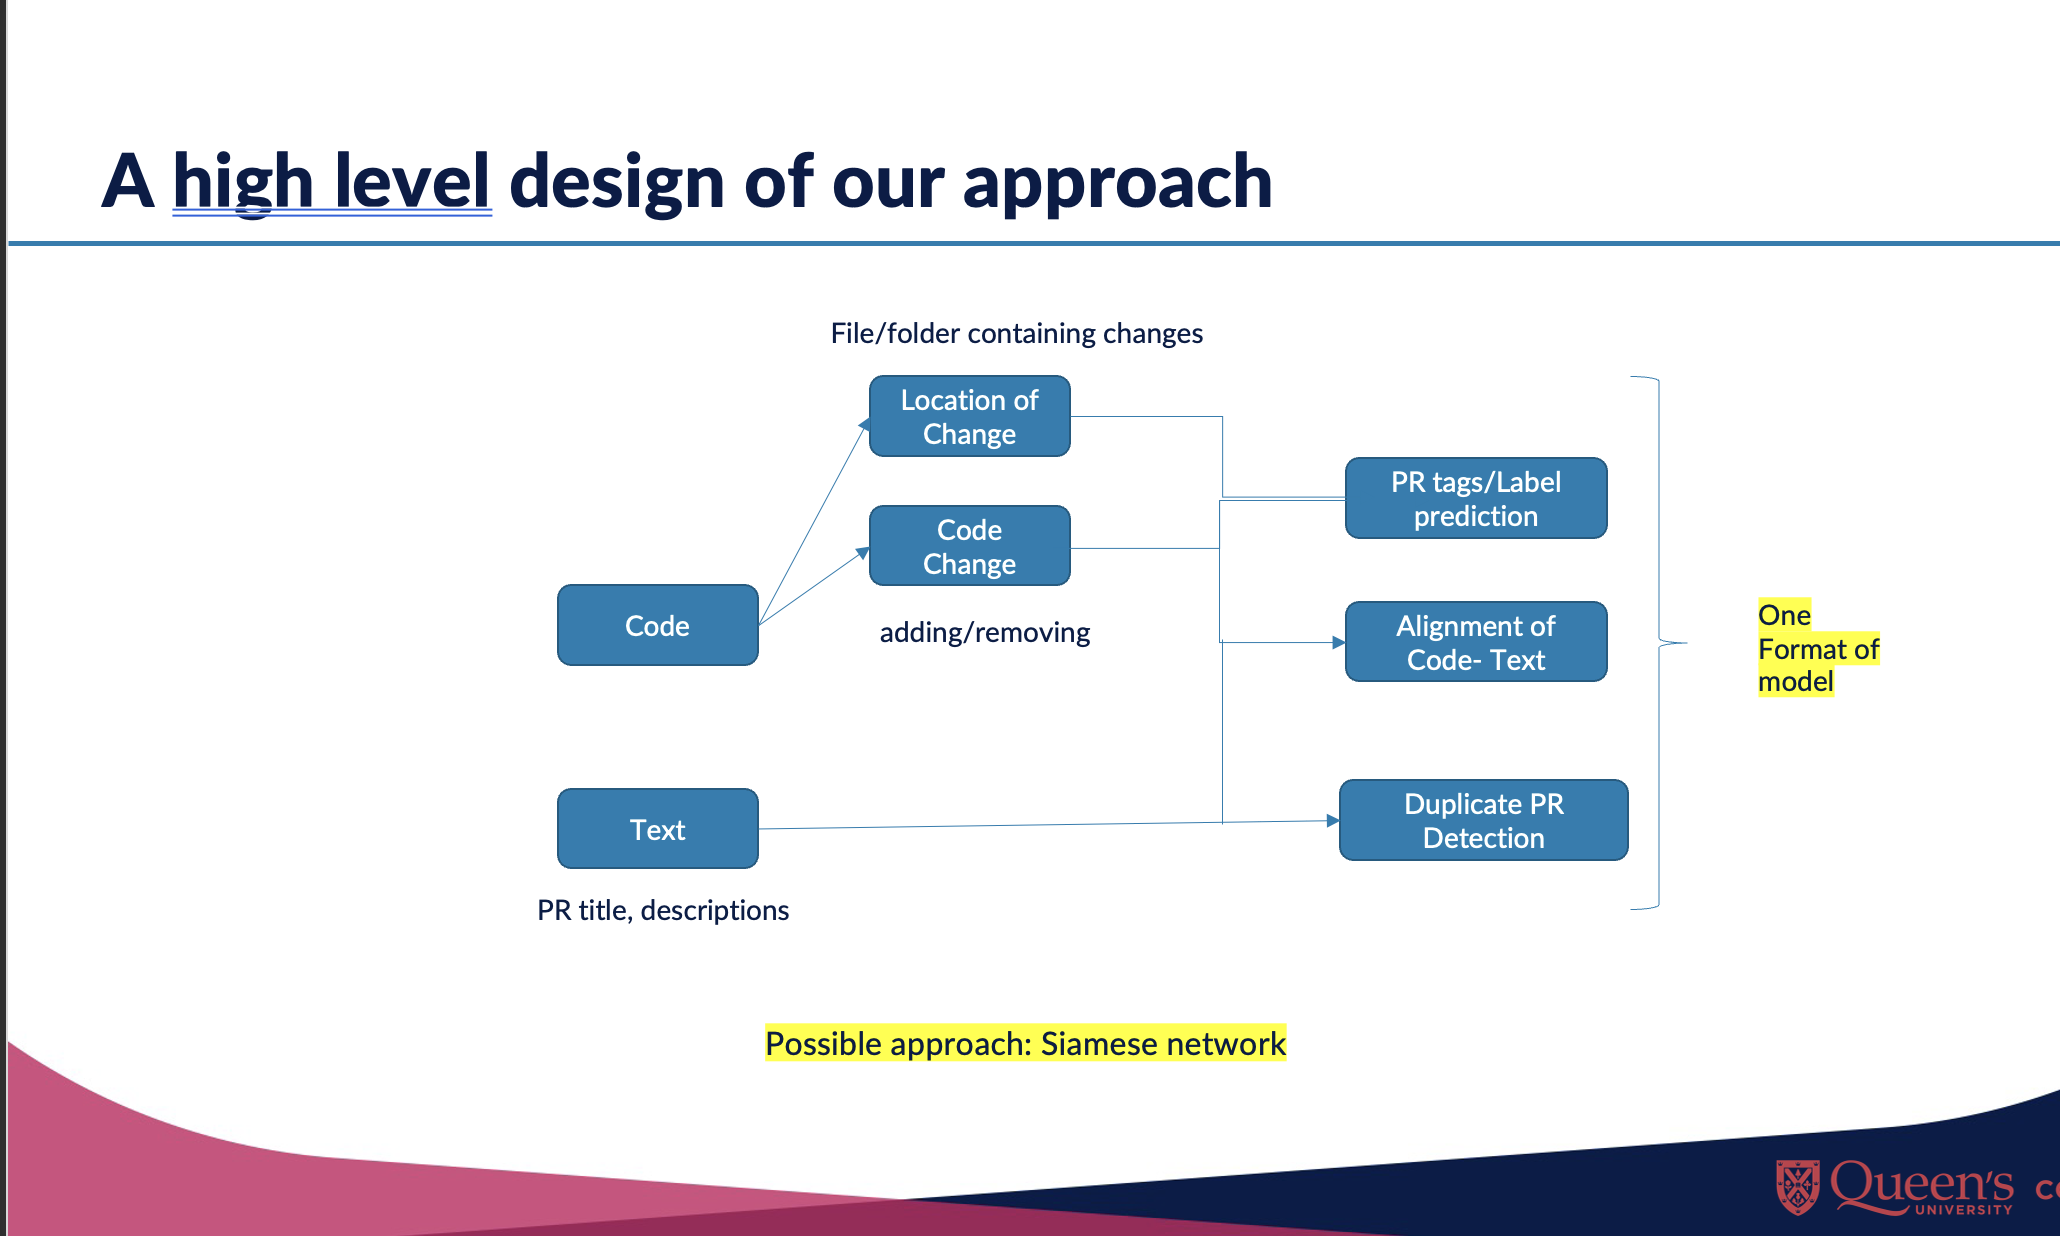 A high level design of our approach
File/folder containing changes
Location of
Change
Code
Change
adding/removing
Code
Text
PR title, descriptions
PR tags/Label
prediction
Alignment of
Code- Text
Duplicate PR
Detection
One
Format of
model
Possible approach: Siamese network
Queen's
UNIVERSITY